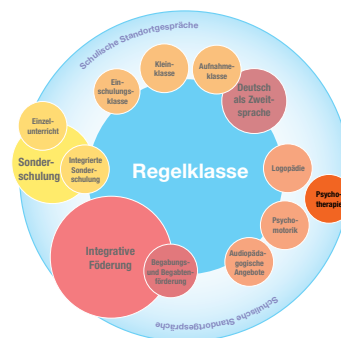 Schulische Standortgespräche
Klein-
klasse
Aufnahme-
klasse
Ein-
schulungs-
klasse
Deutsch
als Zweit-
sprache
Einzel-
unterricht
Sonder-
schulung
Integrierte
Sonder-
schulung
Regelklasse
Logopädie
Psycho-
therapie
Psycho-
motorik
Integrative
Föderung
Begabungs-
und Begabten-
förderung
Audiopäda-
gogische
Angebote
Schulische Standortgespräche